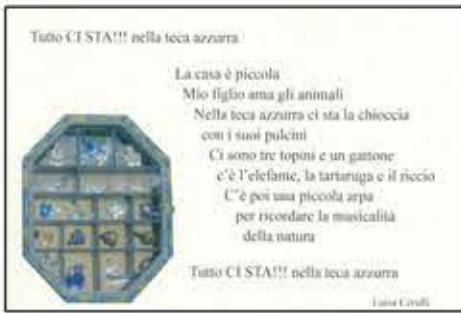 Tutto CI STA!!! nella teca azzurra
La casa è piccola
Mio figlio ama gli animali
Nella teca azzurra ci sta la chioccia
con i suoi pulcini
Ci sono tre topini e un gattone
c'è l'elefante, la tartaruga e il riccio
C'è poi una piccola arpa
per ricordare la musicalità
della natura
Tutto CI STA!!! nella teca azzurra
Luisa